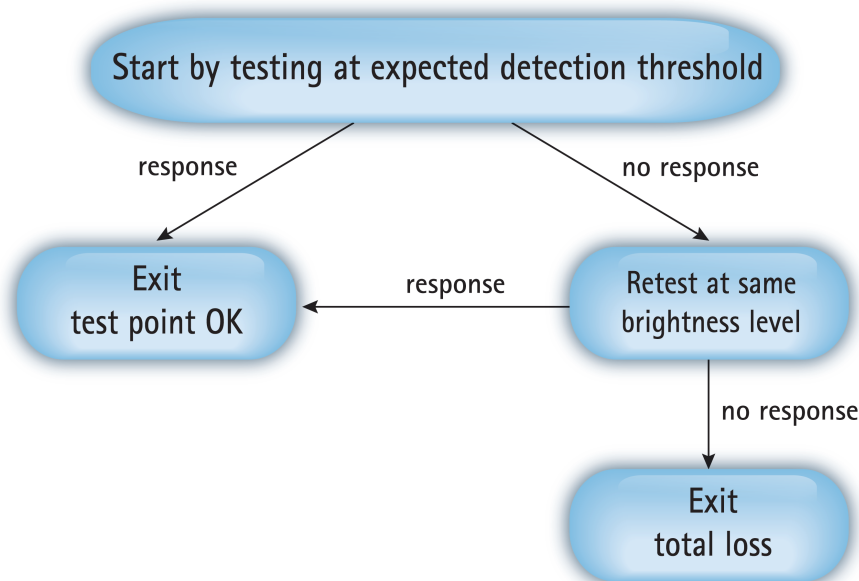 Start by testing at expected detection threshold
response
no response
Exit
test point OK
response
Retest at same
brightness level
no response
Exit
total loss